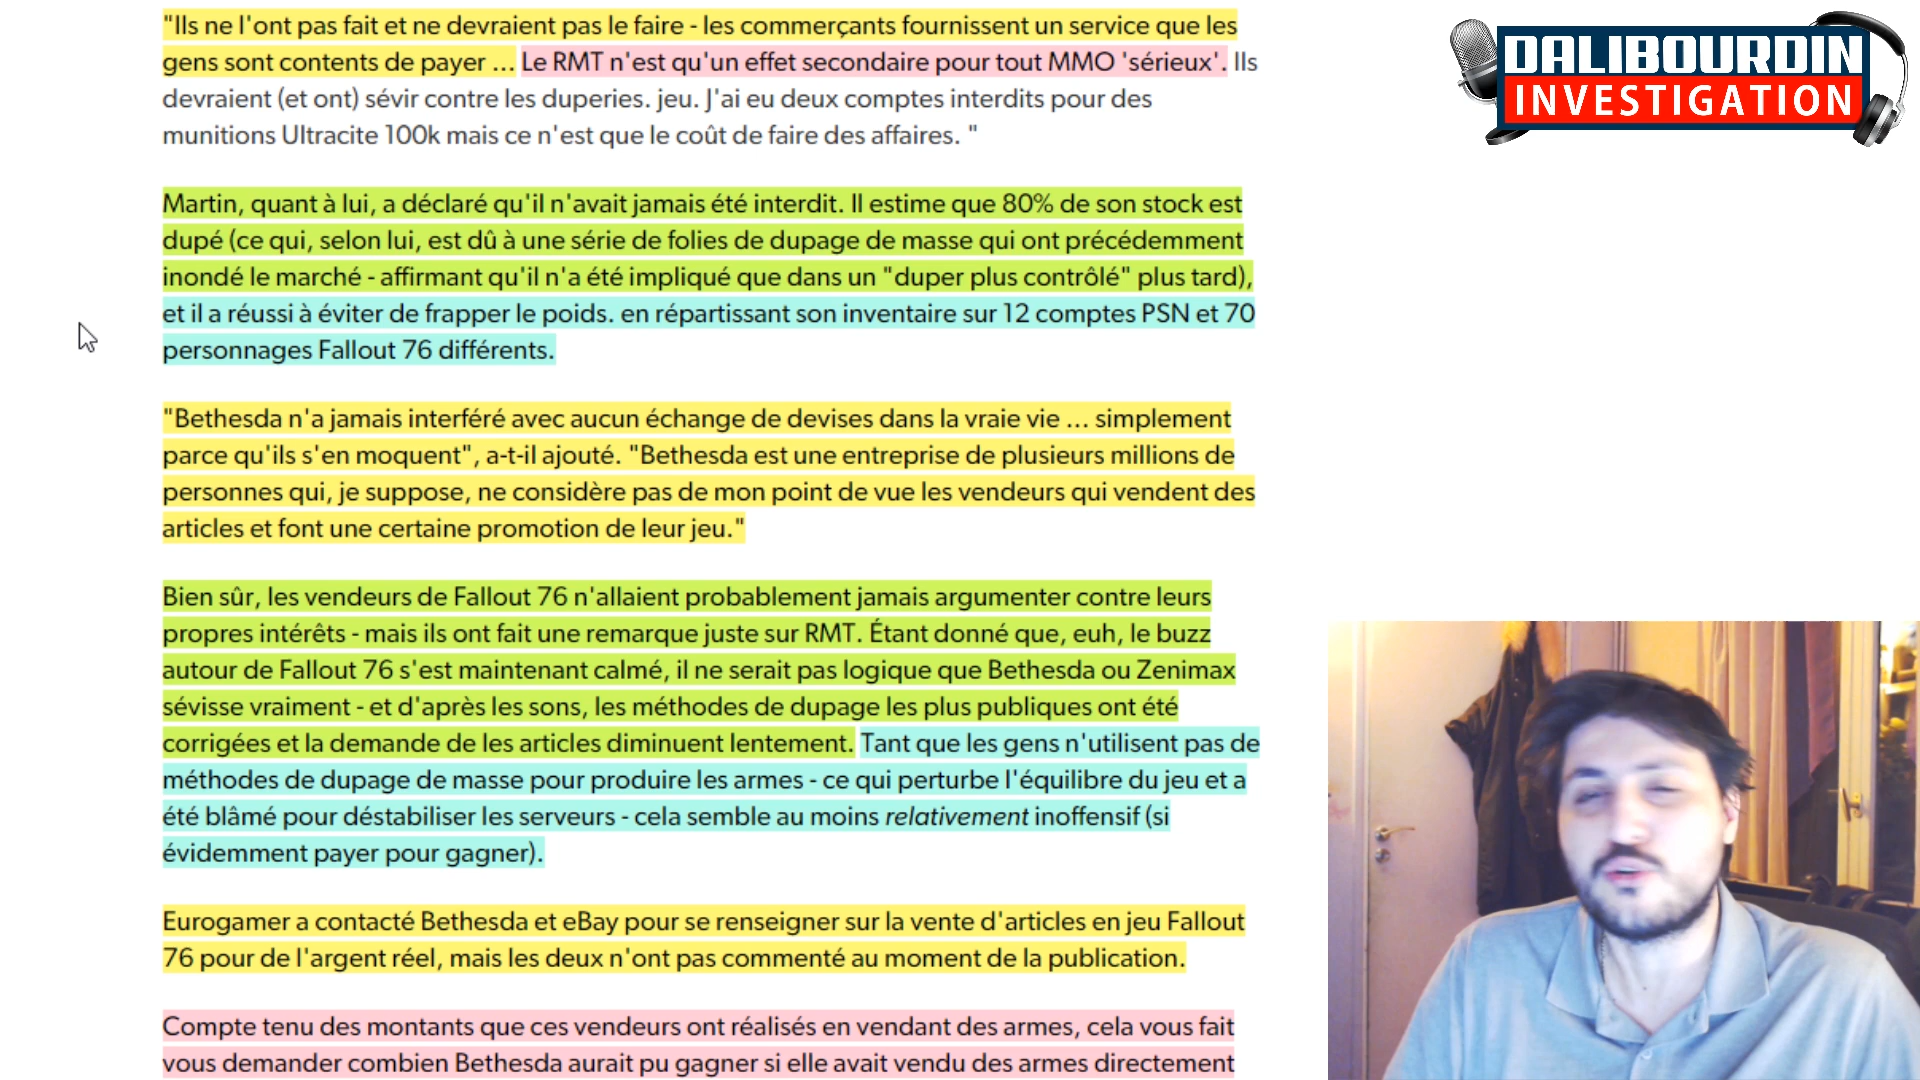 "Ils ne l'ont pas fait et ne devraient pas le faire - les commerçants fournissent un service que les
gens sont contents de payer ... Le RMT n'est qu'un effet secondaire pour tout MMO 'sérieux'. Ils
devraient (et ont) sévir contre les duperies. jeu. J'ai eu deux comptes interdits pour des
munitions Ultracite 100k mais ce n'est que le coût de faire des affaires. "
Martin, quant à lui, a déclaré qu'il n'avait jamais été interdit. Il estime que 80% de son stock est
dupé (ce qui, selon lui, est dû à une série de folies de dupage de masse qui ont précédemment
inondé le marché - affirmant qu'il n'a été impliqué que dans un "duper plus contrôlé" plus tard),
et il a réussi à éviter de frapper le poids. en répartissant son inventaire sur 12 comptes PSN et 70
personnages Fallout 76 différents.
"Bethesda n'a jamais interféré avec aucun échange de devises dans la vraie vie ... simplement
parce qu'ils s'en moquent", a-t-il ajouté. "Bethesda est une entreprise de plusieurs millions de
personnes qui, je suppose, ne considère pas de mon point de vue les vendeurs qui vendent des
articles et font une certaine promotion de leur jeu."
Bien sûr, les vendeurs de Fallout 76 n'allaient probablement jamais argumenter contre leurs
propres intérêts - mais ils ont fait une remarque juste sur RMT. Étant donné que, euh, le buzz
autour de Fallout 76 s'est maintenant calmé, il ne serait pas logique que Bethesda ou Zenimax
sévisse vraiment - et d'après les sons, les méthodes de dupage les plus publiques ont été
corrigées et la demande de les articles diminuent lentement. Tant que les gens n'utilisent pas de
méthodes de dupage de masse pour produire les armes - ce qui perturbe l'équilibre du jeu et a
été blâmé pour déstabiliser les serveurs - cela semble au moins relativement inoffensif (si
évidemment payer pour gagner).
Eurogamer a contacté Bethesda et eBay pour se renseigner sur la vente d'articles en jeu Fallout
76 pour de l'argent réel, mais les deux n'ont pas commenté au moment de la publication.
Compte tenu des montants que ces vendeurs ont réalisés en vendant des armes, cela vous fait
vous demander combien Bethesda aurait pu gagner si elle avait vendu des armes directement
DALIBOURDIN
INVESTIGATION